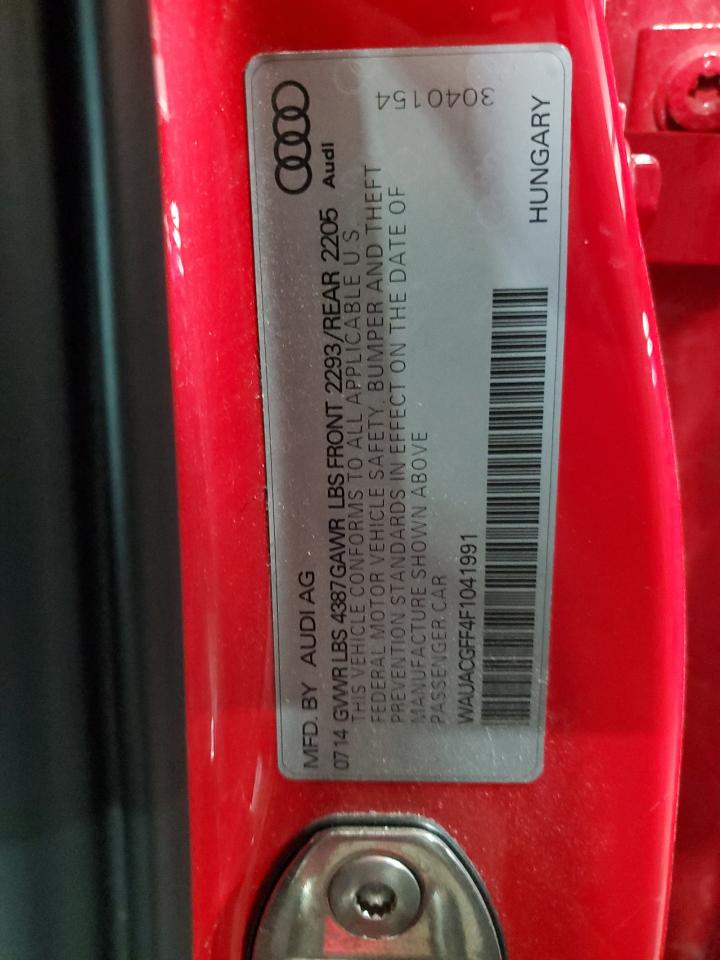 MFD. BY AUDI AG
Audi
0714 GVWR LBS 4387 GAWR LBS FRONT 2293/REAR 2205
THIS VEHICLE CONFORMS TO ALL APPLICABLE U S
FEDERAL MOTOR VEHICLE SAFETY, BUMPER AND THEFT
PREVENTION STANDARDS IN EFFECT ON THE DATE OF
MANUFACTURE SHOWN ABOVE
PASSENGER CAR
WAUACGFF4F1041991
HUNGARY
3040154